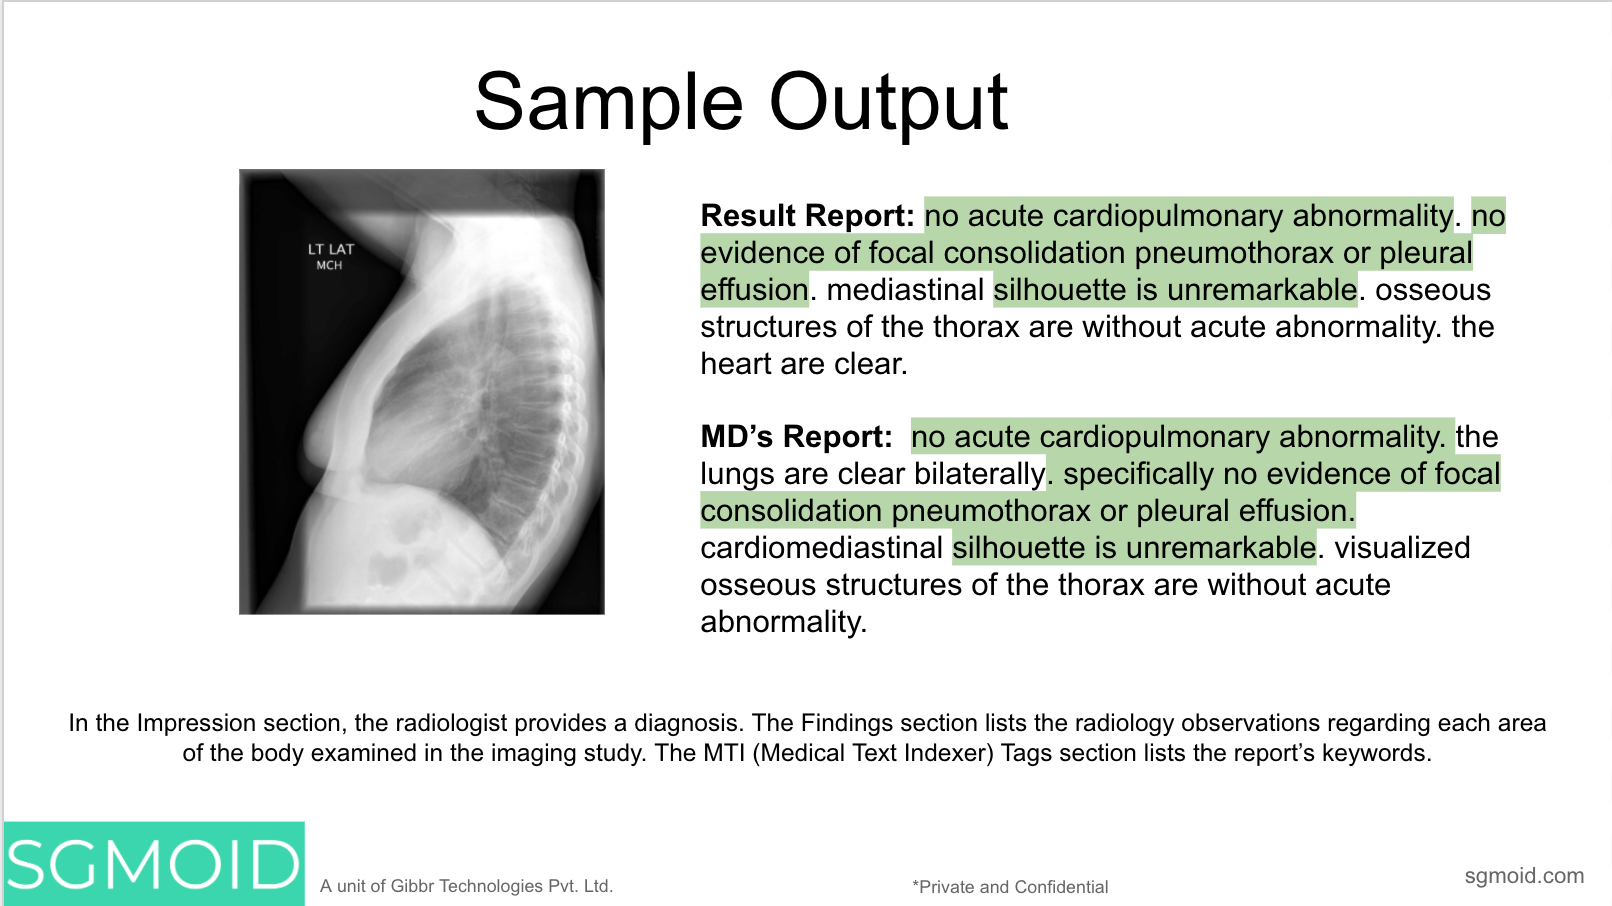 Sample Output
LT LAT
MCH
Result Report: no acute cardiopulmonary abnormality. no
evidence of focal consolidation pneumothorax or pleural
effusion. mediastinal silhouette is unremarkable. osseous
structures of the thorax are without acute abnormality. the
heart are clear.
MD’s Report: no acute cardiopulmonary abnormality. the
lungs are clear bilaterally. specifically no evidence of focal
consolidation pneumothorax or pleural effusion.
cardiomediastinal silhouette is unremarkable. visualized
osseous structures of the thorax are without acute
abnormality.
In the Impression section, the radiologist provides a diagnosis. The Findings section lists the radiology observations regarding each area
of the body examined in the imaging study. The MTI (Medical Text Indexer) Tags section lists the report’s keywords.
SGMOID
A unit of Gibbr Technologies Pvt. Ltd.
*Private and Confidential
sgmoid.com